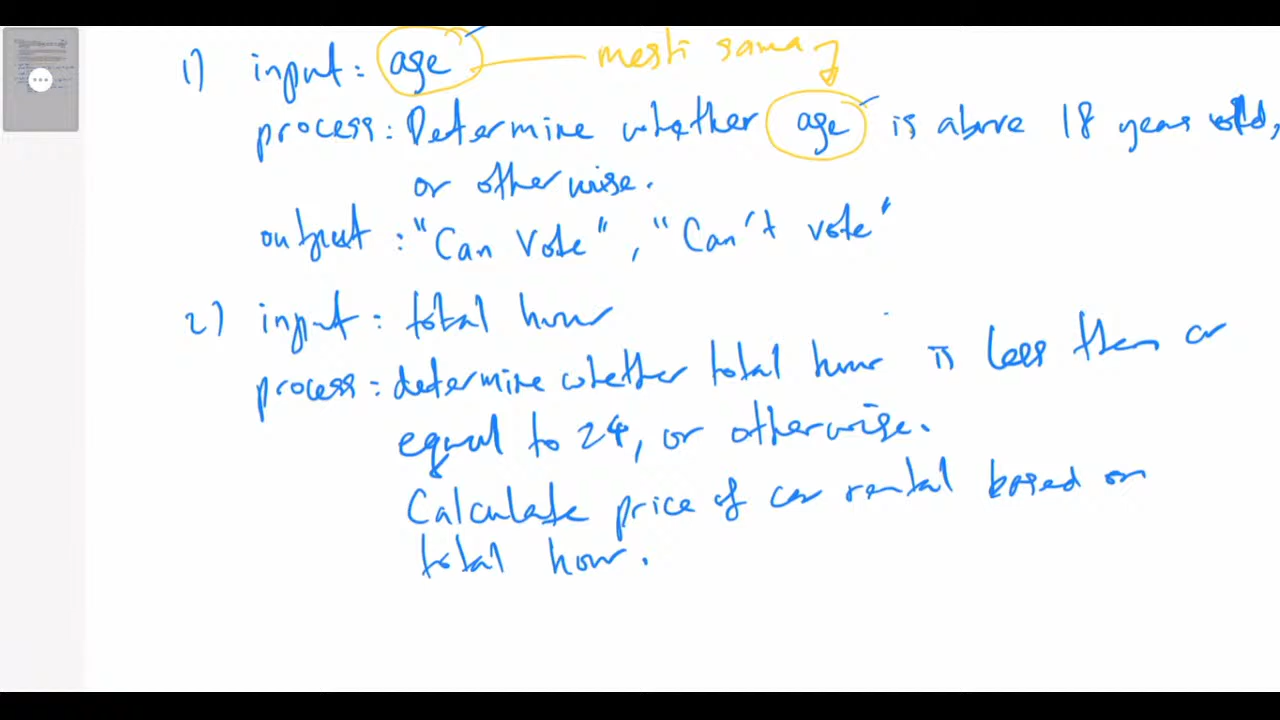 1) input: age mesti sama
process: Determine whether age is above 18 year old,
or otherwise.
output: "Can Vote", "Can't vote"
2) input: total hour
process: determine whether total hour is less than or
equal to 24, or otherwise.
Calculate price of car rental based on
total hour.